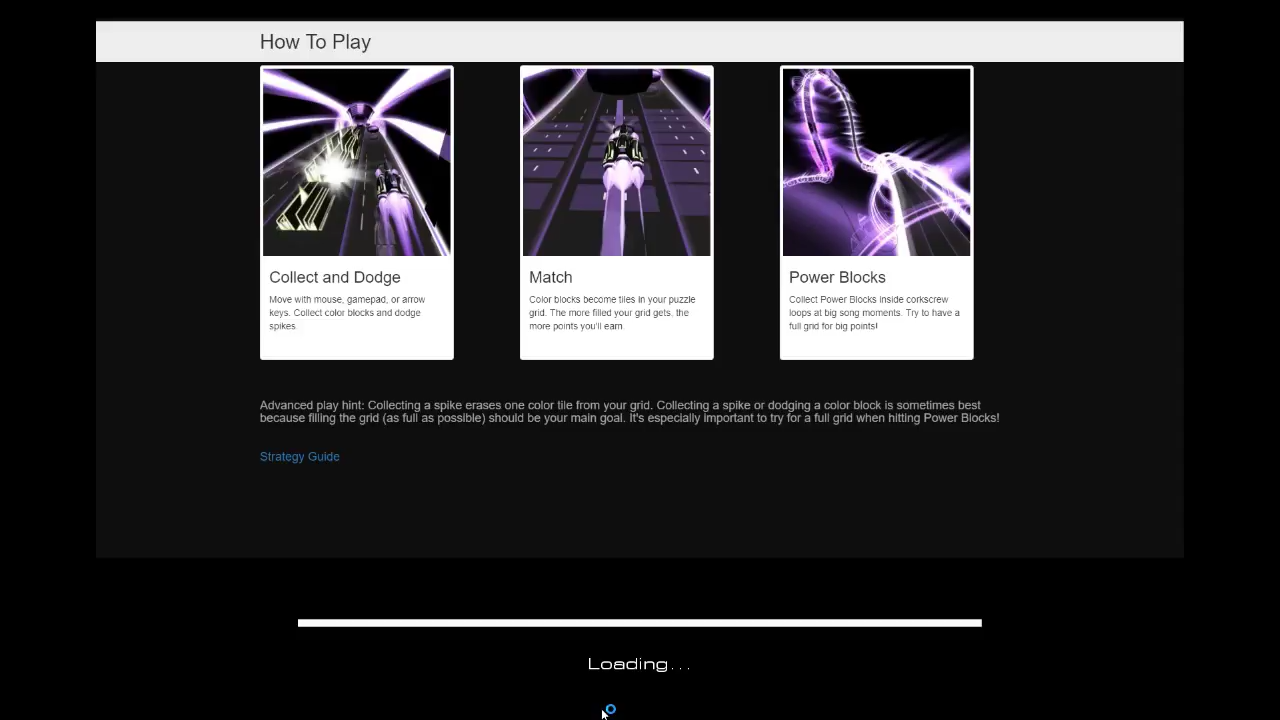 How To Play
Collect and Dodge
Move with mouse, gamepad, or arrow
keys. Collect color blocks and dodge
spikes.
Match
Color blocks become tiles in your puzzle
grid. The more filled your grid gets, the
more points you'll earn.
Power Blocks
Collect Power Blocks inside corkscrew
loops at big song moments. Try to have a
full grid for big points!
Advanced play hint: Collecting a spike erases one color tile from your grid. Collecting a spike or dodging a color block is sometimes best
because filling the grid (as full as possible) should be your main goal. It's especially important to try for a full grid when hitting Power Blocks!
Strategy Guide
Loading...